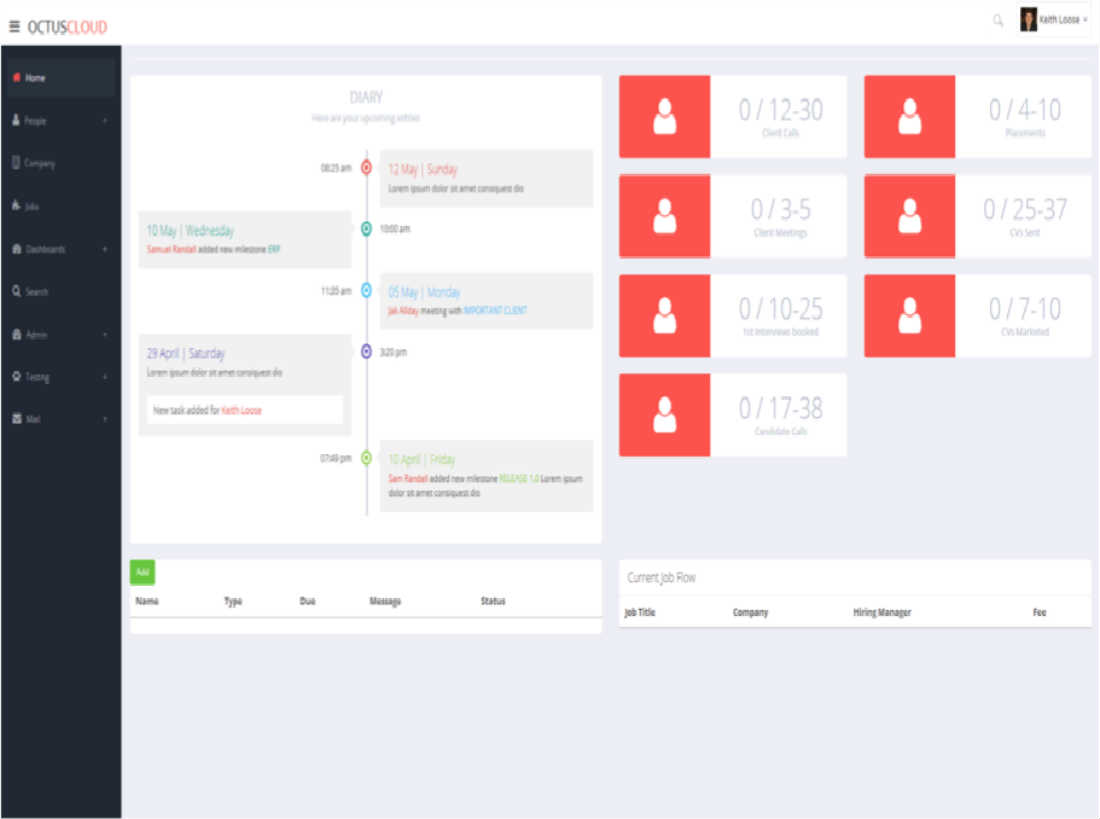 OCTUSCLOUD
Keith Loose
Home
People
Company
Jobs
Dashboards
Search
Admin
Testing
Mail
DIARY
Here are your upcoming entries
08:25 am
12 May | Sunday
Lorem ipsum dolor sit amet consiquest dio
10 May | Wednesday
Samuel Randall added new milestone ERP
10:00 am
11:35 am
05 May | Monday
Jak Allday meeting with IMPORTANT CLIENT
29 April | Saturday
Lorem ipsum dolor sit amet consiquest dio
New task added for Keith Loose
3:20 pm
07:49 pm
10 April | Friday
Sam Randall added new milestone RELEASE 1.0 Lorem ipsum
dolor sit amet consiquest dio
0 / 12-30
Client Calls
0 / 4-10
Placements
0 / 3-5
Client Meetings
0 / 25-37
CVs Sent
0 / 10-25
1st Interviews booked
0 / 7-10
CVs Marketed
0 / 17-38
Candidate Calls
Add
Name Type Due Message Status
Current Job Flow
Job Title Company Hiring Manager Fee